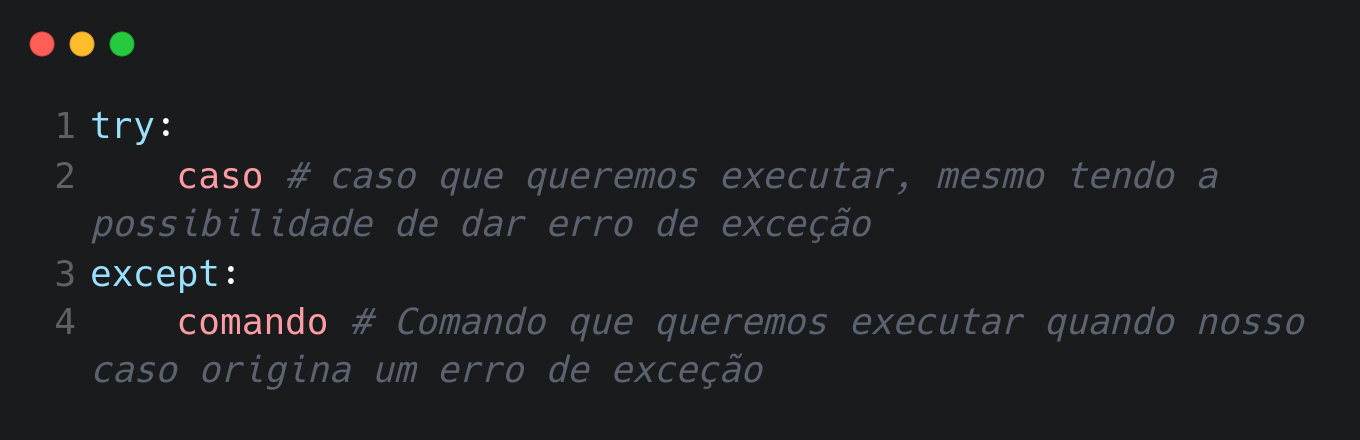 1 try:
2     caso # caso que queremos executar, mesmo tendo a
possibilidade de dar erro de exceção
3 except:
4     comando # Comando que queremos executar quando nosso
caso origina um erro de exceção